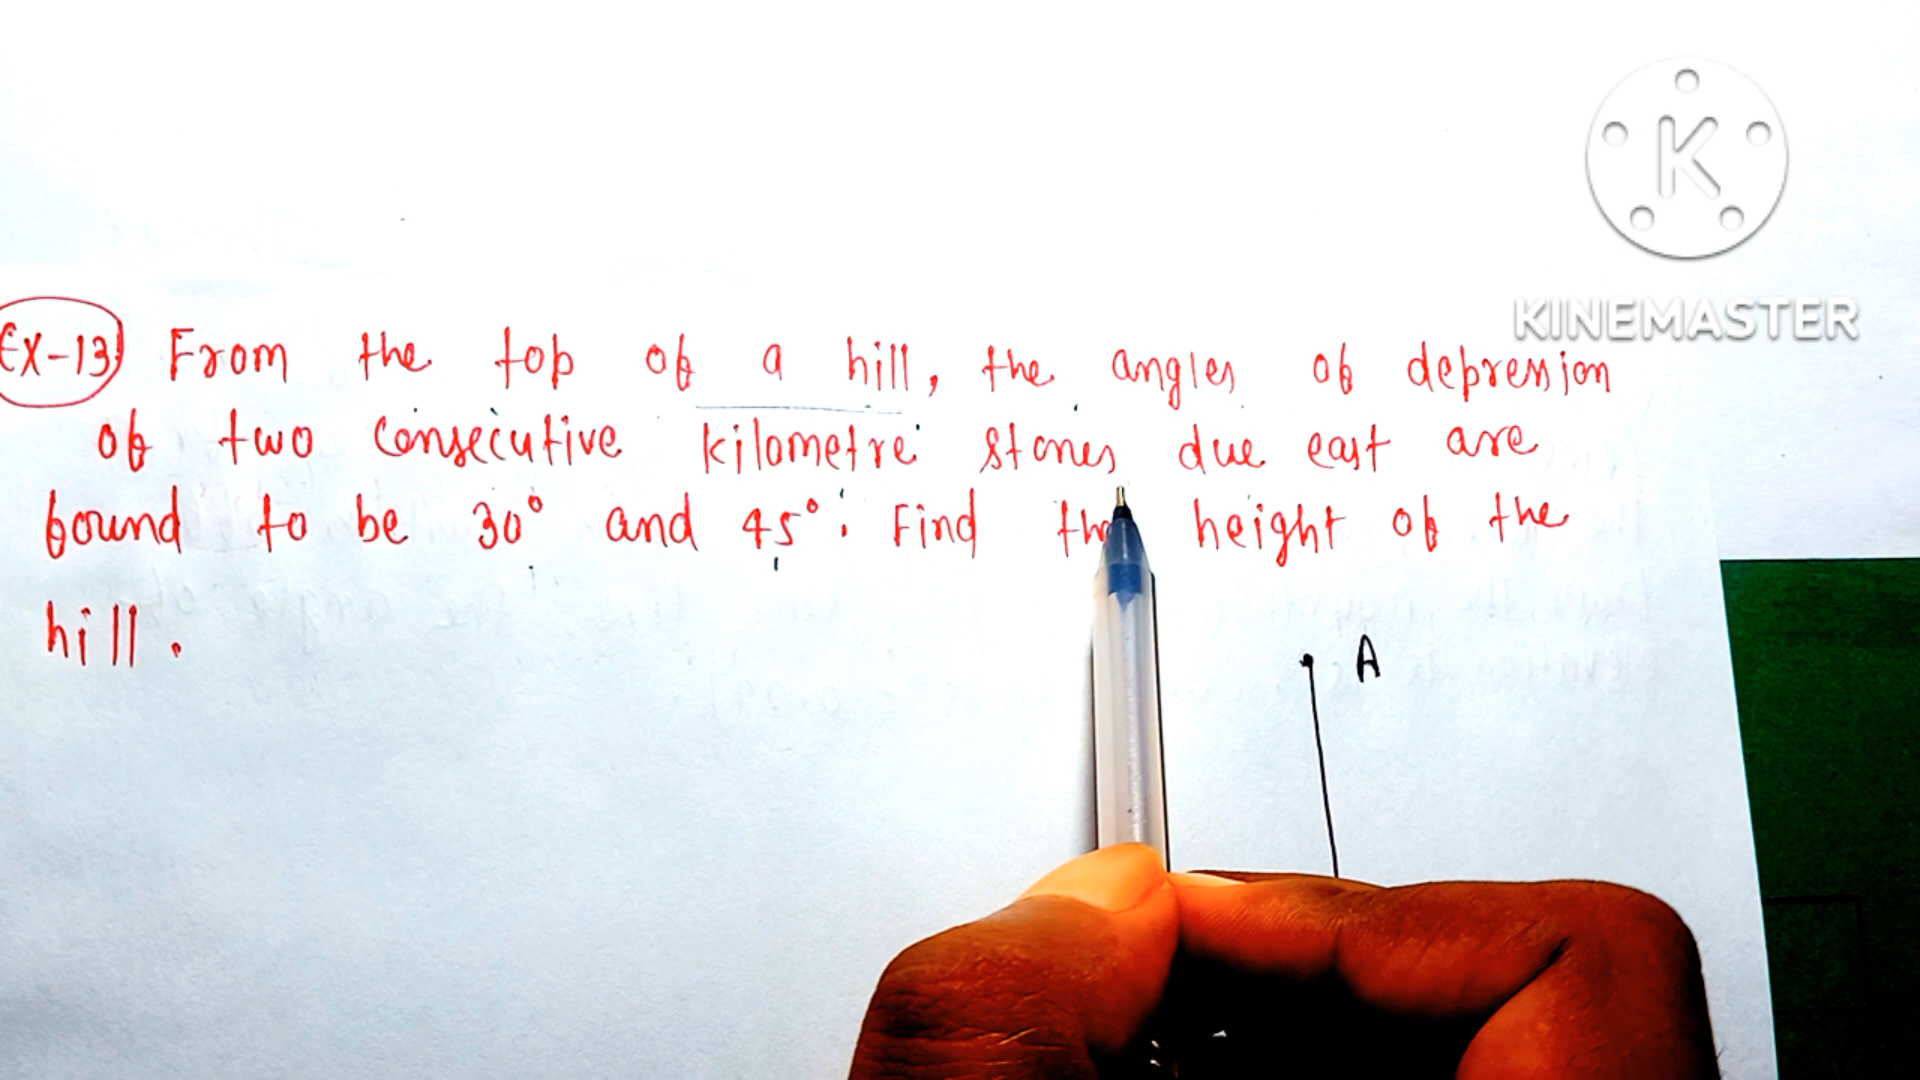 K
KINEMASTER
Ex-13 From the top of a hill, the angles of depression
of two consecutive kilometre stones due east are
found to be 30° and 45°. Find the height of the
hill.
A